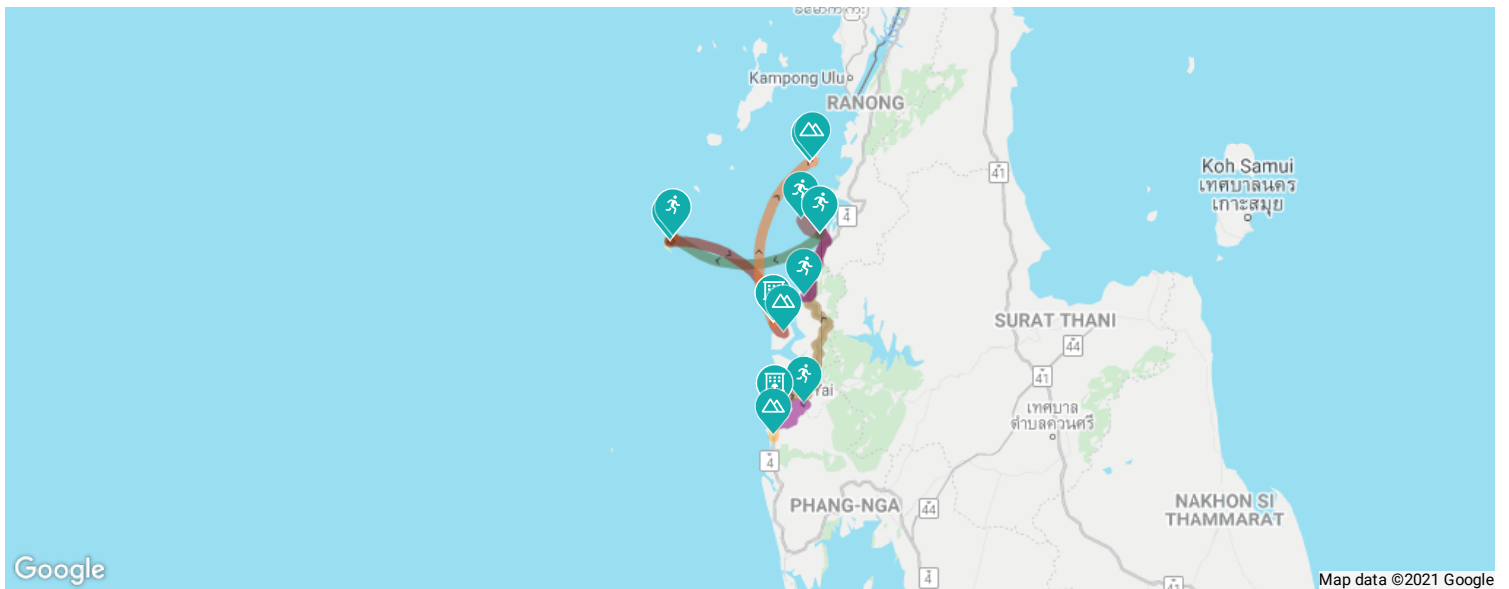 Kampong Ulu
RANONG
41
4
Koh Samui
เทศบาลนคร
เกาะสมุย
SURAT THANI
44
41
Yai
เทศบาล
ตำบลควนศรี
4
PHANG-NGA
44
NAKHON SI
THAMMARAT
4
41
Google
Map data ©2021 Google